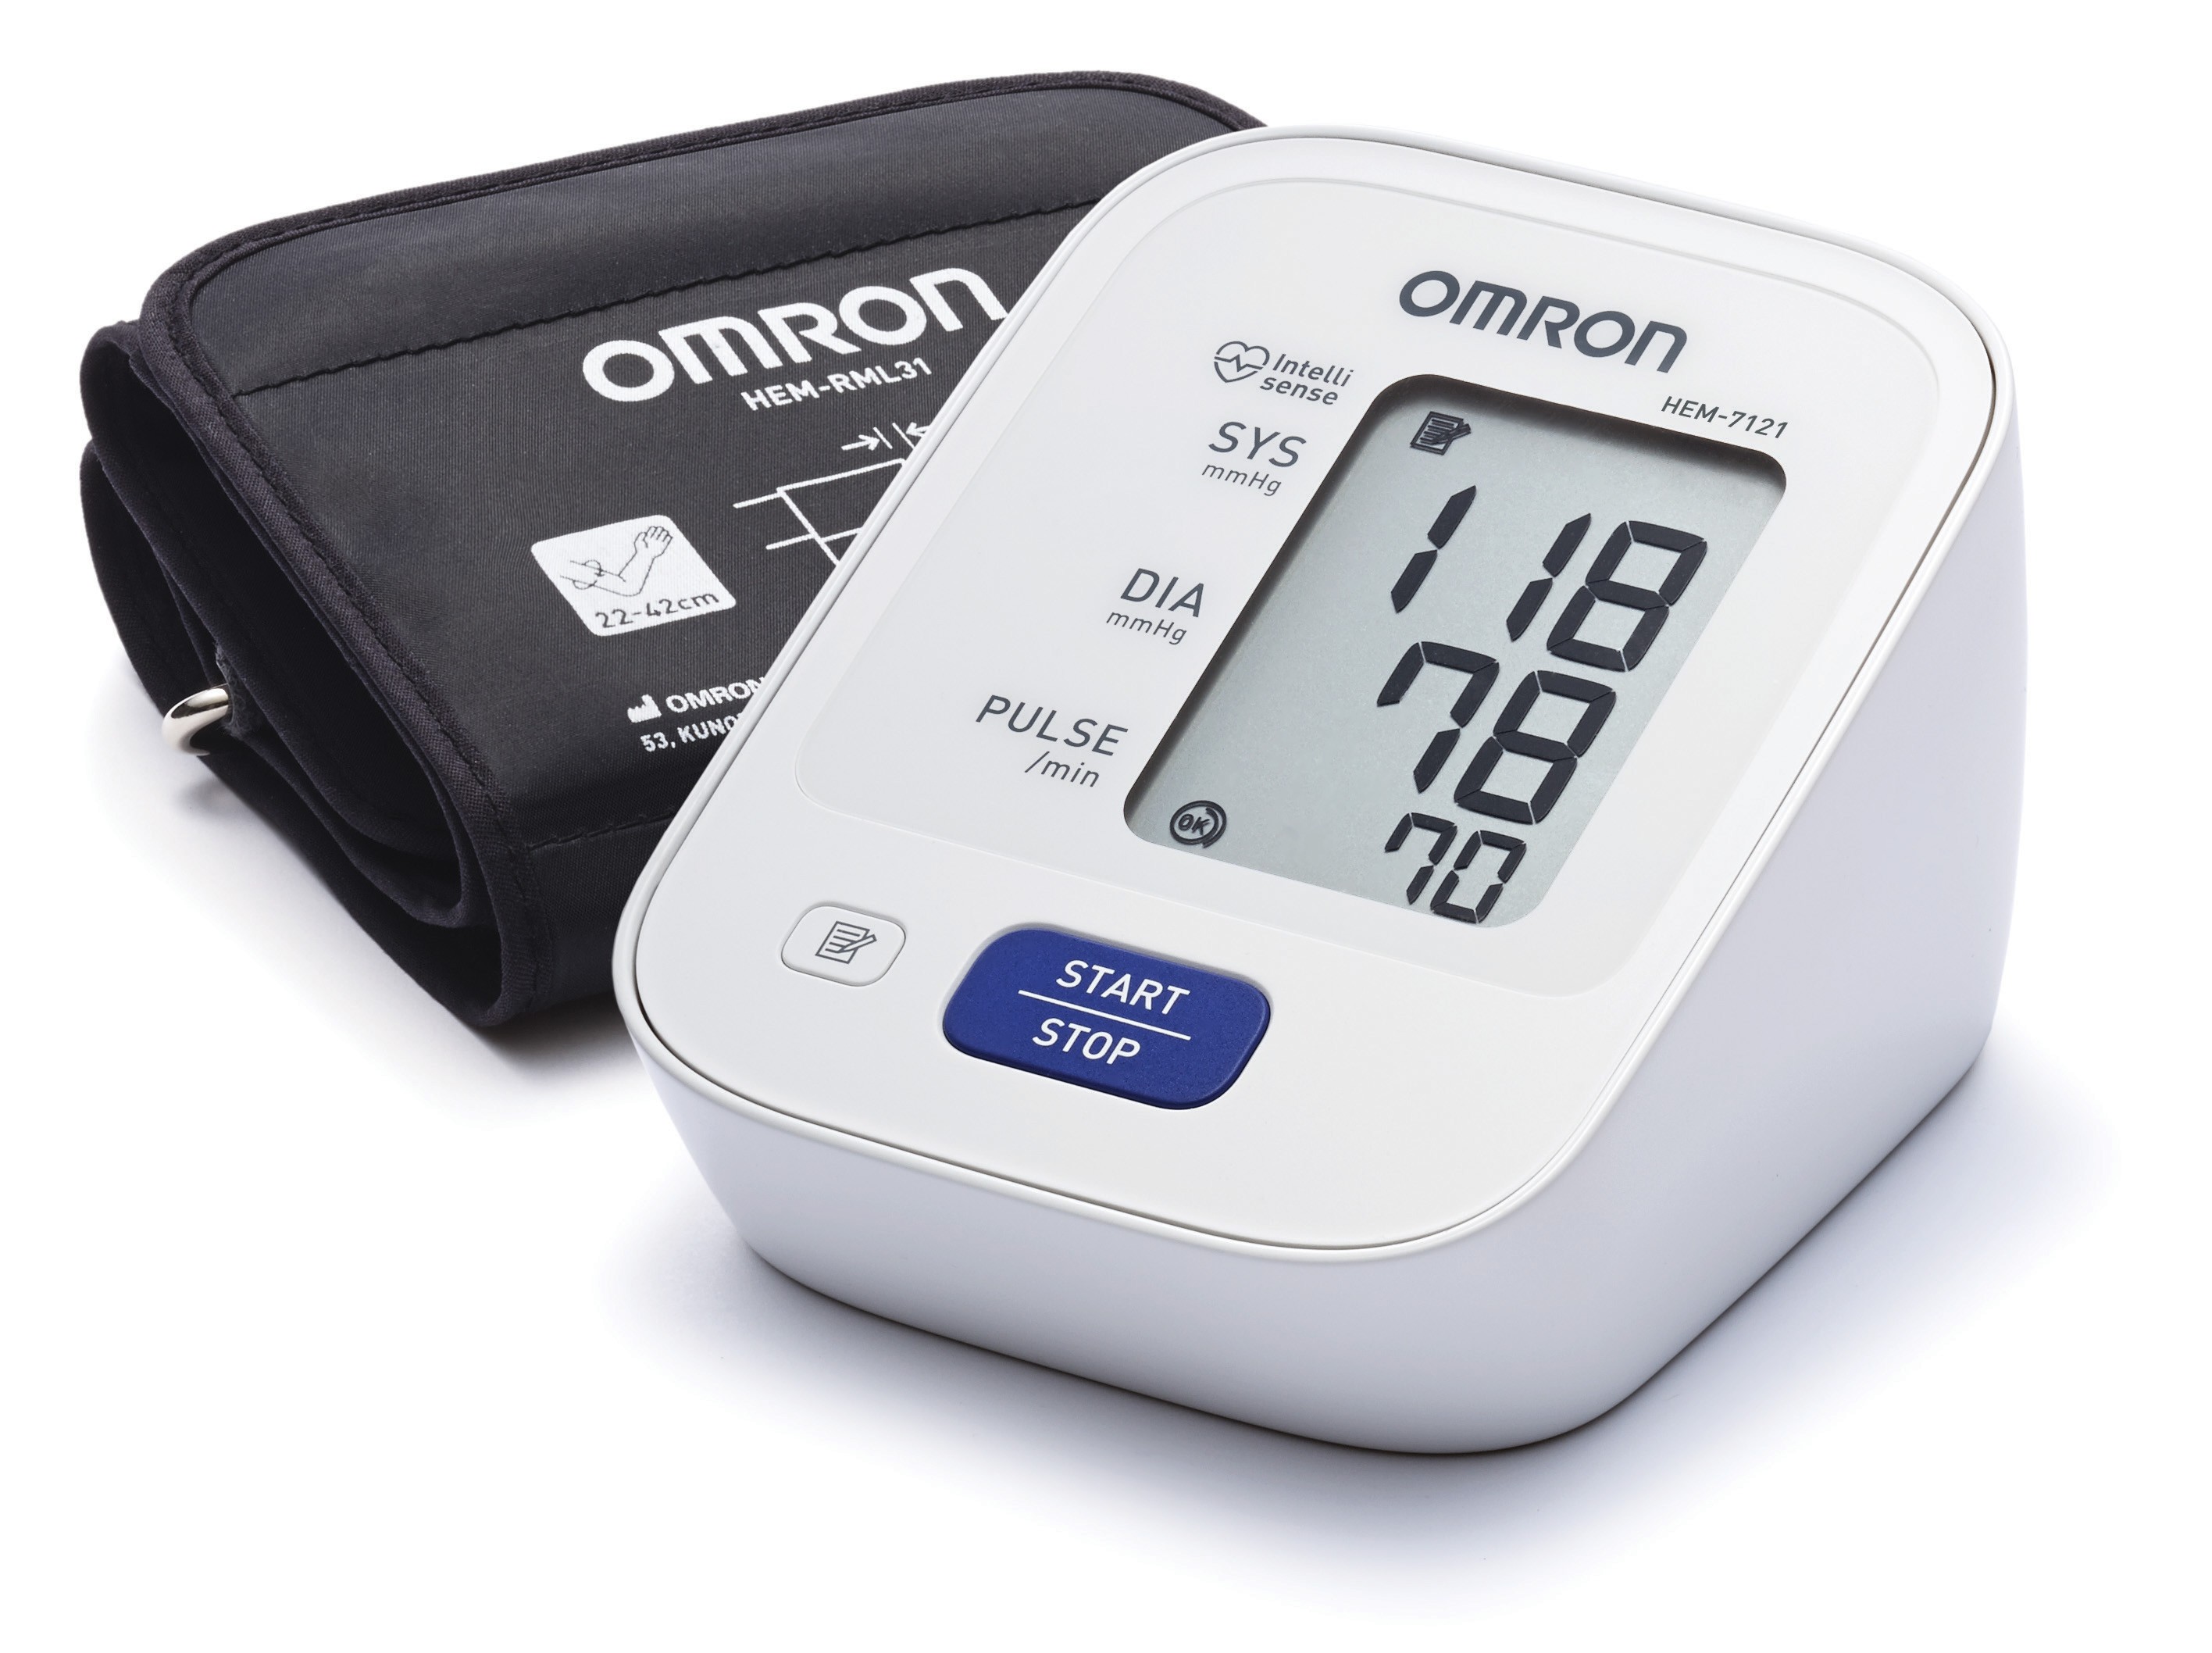 OMRON
HEM-RML31
22-42cm
OMRON
53,
OMRON
HEM-7121
Intelli
sense
SYS
mmHg
118
DIA
mmHg
78
PULSE
/min
70
OK
START
STOP